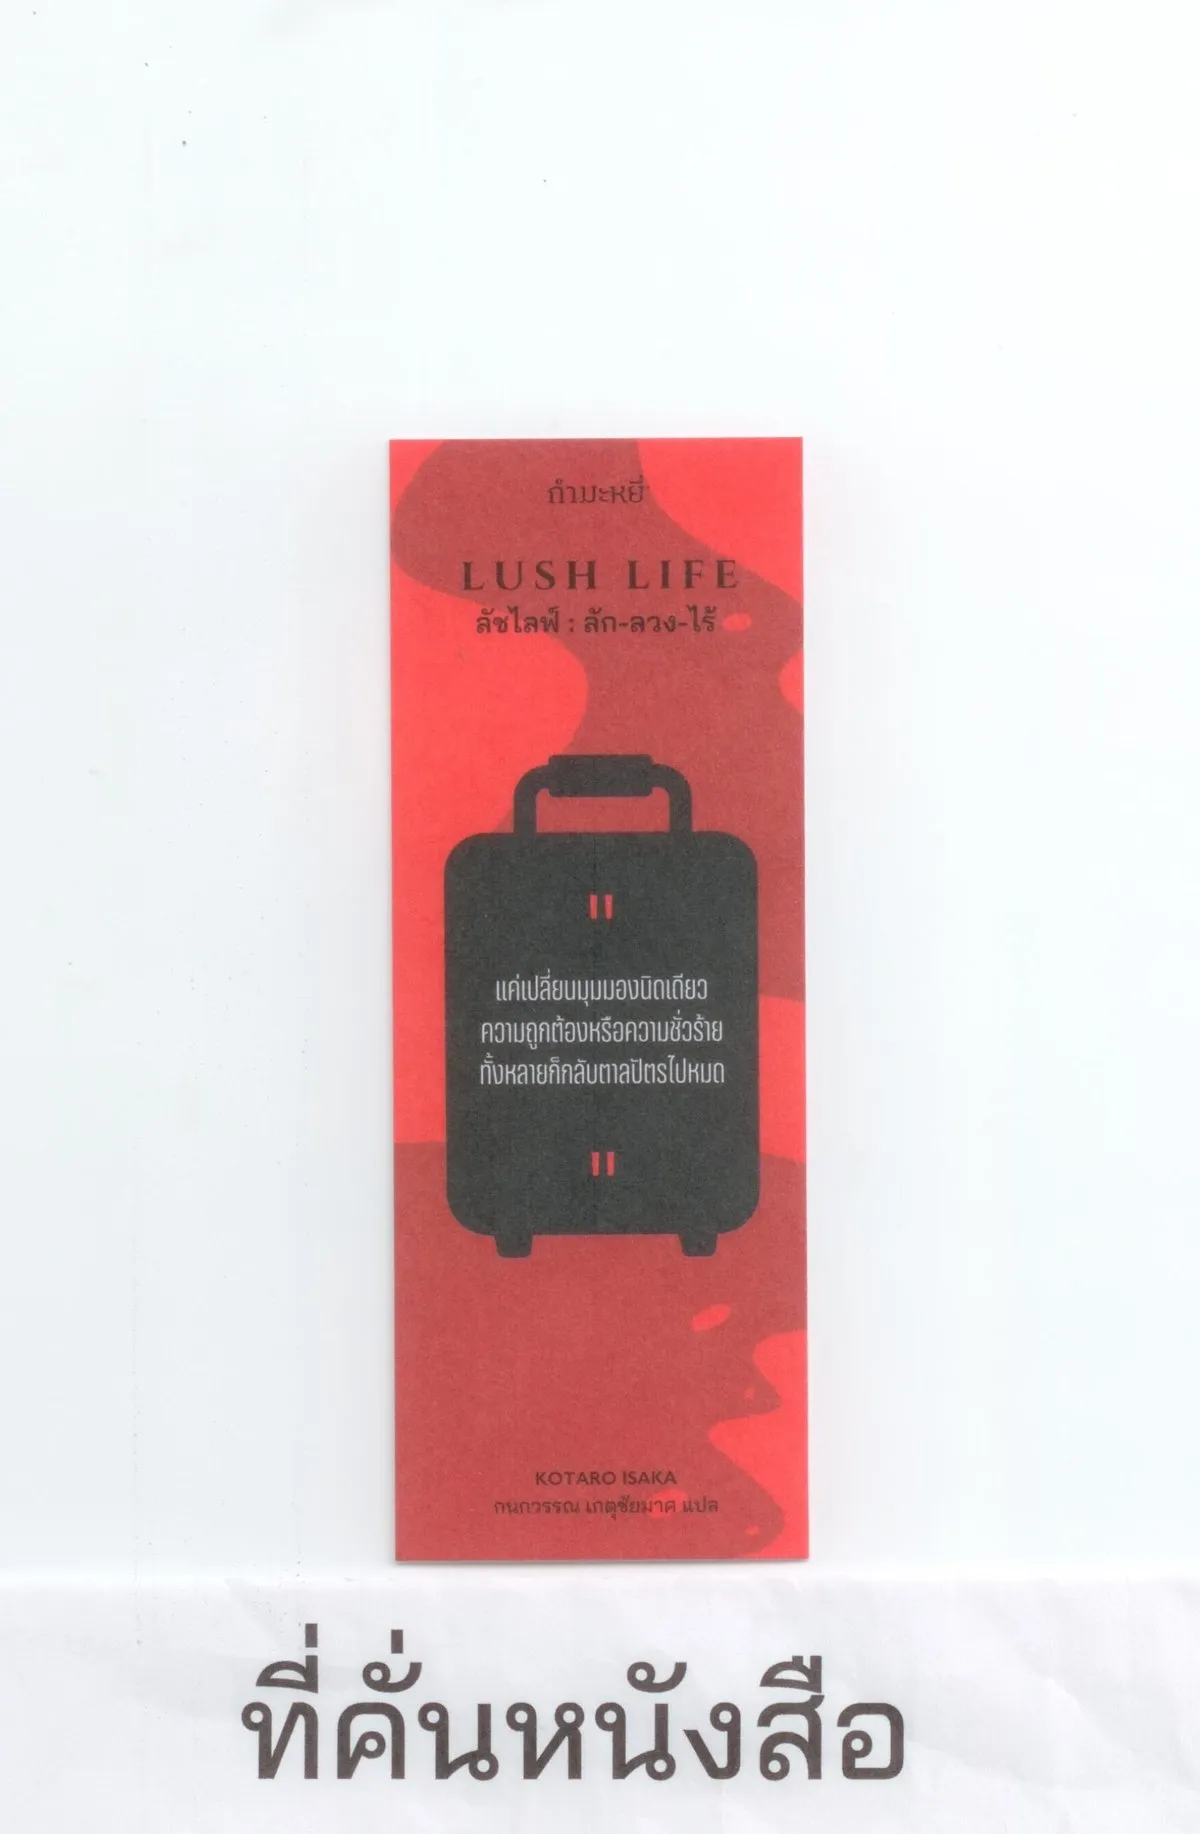 กำมะหยี่
LUSH LIFE
ลัชไลฟ์ : ลัก-ลวง-ไร้
"
แค่เปลี่ยนมุมมองนิดเดียว
ความถูกต้องหรือความชั่วร้าย
ทั้งหลายก็กลับตาลปัตรไปหมด
"
KOTARO ISAKA
กนกวรรณ เกตุชัยมาศ แปล
ที่คั่นหนังสือ